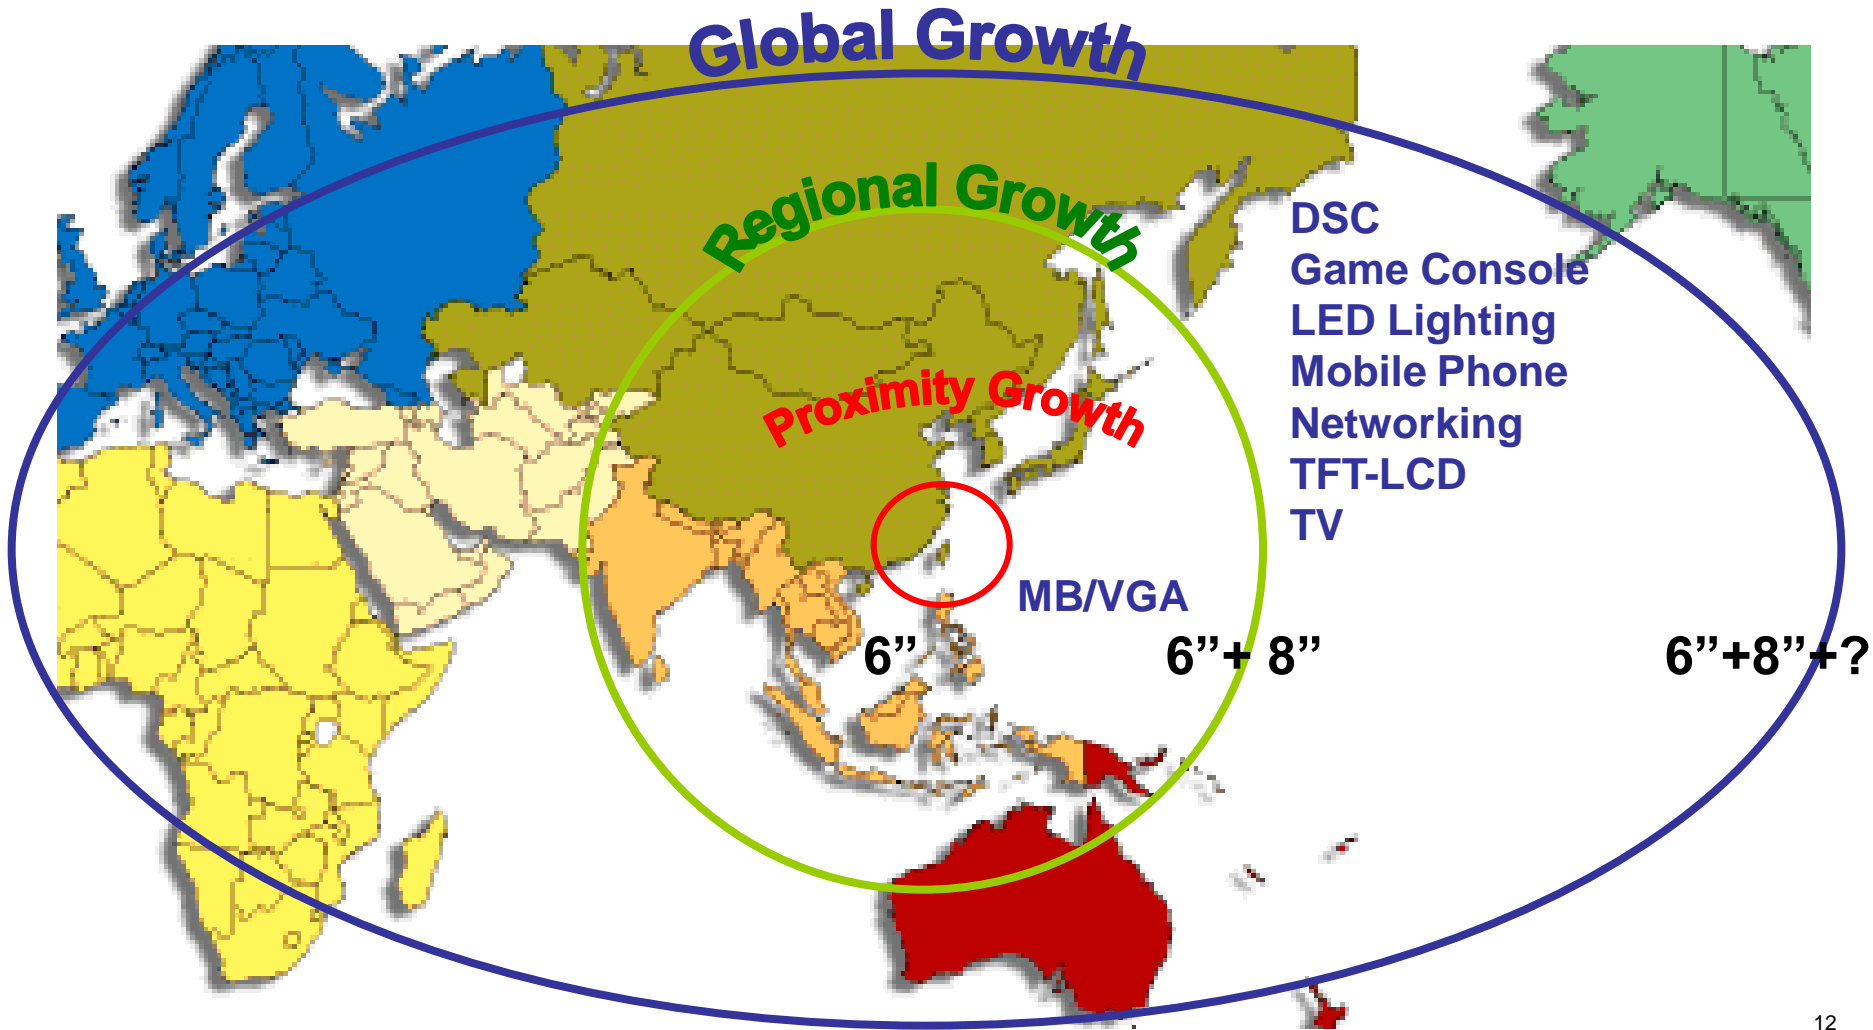 Global Growth
Regional Growth
Proximity Growth
DSC
Game Console
LED Lighting
Mobile Phone
Networking
TFT-LCD
TV
MB/VGA
6”
6”+ 8”
6”+8”+?
12